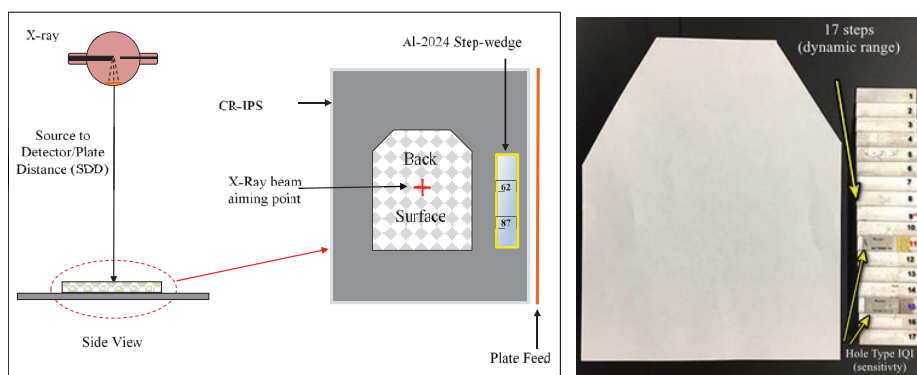 X-ray
Source to
Detector/Plate
Distance (SDD)
Side View
Al-2024 Step-wedge
CR-IPS
X-Ray beam
aiming point
Back
Surface
62
87
Plate Feed
17 steps
(dynamic range)
1
2
3
4
5
6
7
8
9
10
11
12
13
14
15
16
17
Hole Type IQI
(sensitivty)